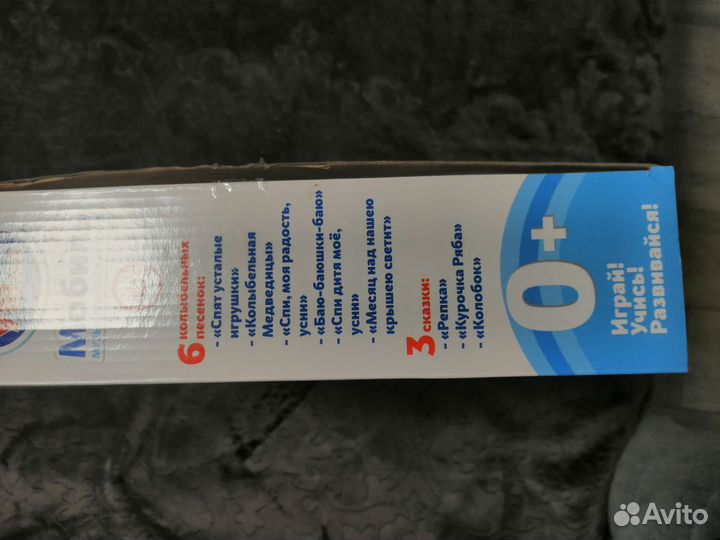 6 колыбельных
песенок:
- «Спят усталые
игрушки»
- «Колыбельная
Медведицы»
- «Спи, моя радость,
усни»
- «Баю-баюшки-баю»
- «Спи дитя моё,
усни»
- «Месяц над нашею
крышею светит»
3 сказки:
- «Репка»
- «Курочка Ряба»
- «Колобок»
0+
Играй!
Учись!
Развивайся!
Avito